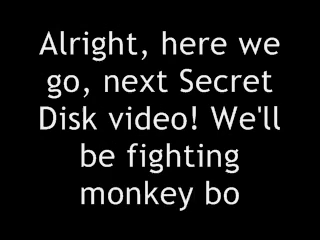 Alright, here we
go, next Secret
Disk video! We'll
be fighting
monkey bo